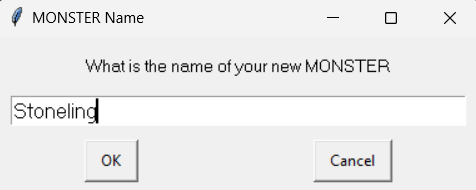 MONSTER Name
What is the name of your new MONSTER
Stoneling
OK Cancel